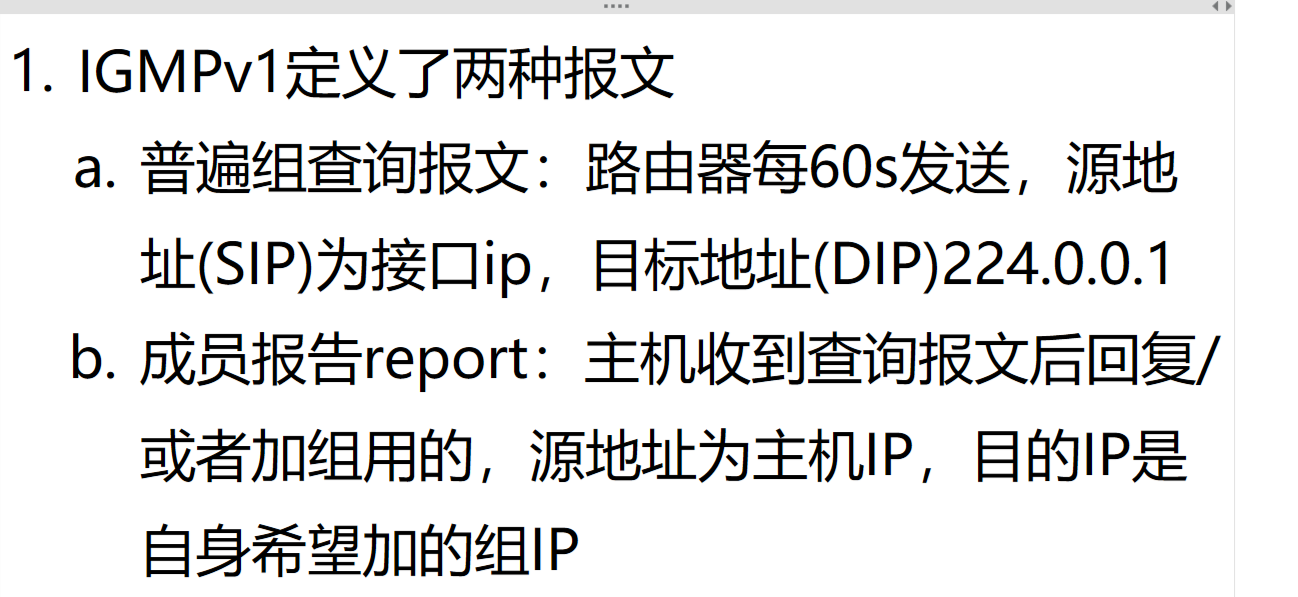 1. IGMPv1定义了两种报文
a. 普遍组查询报文：路由器每60s发送，源地
址(SIP)为接口ip，目标地址(DIP)224.0.0.1
b. 成员报告report：主机收到查询报文后回复/
或者加组用的，源地址为主机IP，目的IP是
自身希望加的组IP